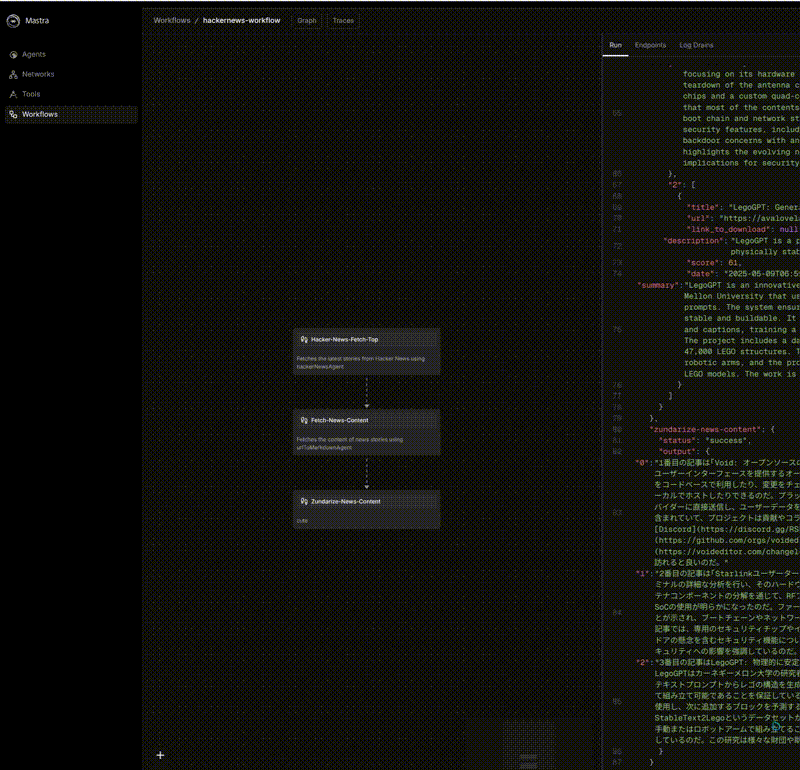 Mastra
Agents
Networks
Tools
Workflows
Workflows / hackernews-workflow
Graph
Traces
Hacker-News-Fetch-Top
Fetches the latest stories from Hacker News using
hackerNewsAgent
Fetch-News-Content
Fetches the content of news stories using
urlToMarkdownAgent
Zundarize-News-Content
Run
Endpoints
Log Drains
focusing on its hardware
teardown of the antenna c
chips and a custom quad-c
65 that most of the contents
boot chain and network st
security features, includ
backdoor concerns with an
highlights the evolving n
implications for security
66 },
67 "2": [
68 {
69 "title": "LegoGPT: Gener
70 "url": "https://avalovel
71 "link_to_download": null
72 "description": "LegoGPT is a p
physically stab
73 "score": 61,
74 "date": "2025-05-09T06:5
"summary":"LegoGPT is an innovative
Mellon University that us
prompts. The system ensur
stable and buildable. It
75 and captions, training a
The project includes a da
47,000 LEGO structures. T
robotic arms, and the pro
LEGO models. The work is
76 }
77 ]
78 }
79 },
80 "zundarize-news-content": {
81 "status": "success",
82 "output": {
"0":"1番目の記事は「Void: オープンソースの
ユーザーインターフェースを提供するオー
をコードベースで利用したり、変更をチェ
ーカルでホストしたりできるのだ。プラッ
バイダーに直接送信し、ユーザーデータを
83 含まれていて、プロジェクトは貢献やコラ
[Discord](https://discord.gg/RS
(https://github.com/orgs/voided
(https://voideditor.com/change
訪れると良いのだ。"
"1":"2番目の記事は「Starlinkユーザーター
ミナルの詳細な分析を行い、そのハードウ
テナコンポーネントの分解を通じて、RFフ
SoCの使用が明らかになったのだ。ファー
84 とが示され、ブートチェーンやネットワー
記事では、専用のセキュリティチップやイ
ドアの懸念を含むセキュリティ機能につい
キュリティへの影響を強調しているのだ。
"2":"3番目の記事はLegoGPT: 物理的に安定
LegoGPTはカーネギーメロン大学の研究者
テキストプロンプトからレゴの構造を生成
て組み立て可能であることを保証している
85 使用し、次に追加するブロックを予測する
StableText2Legoというデータセットが
手動またはロボットアームで組み立てるこ
しているのだ。この研究は様々な財団や
86 }
87 }